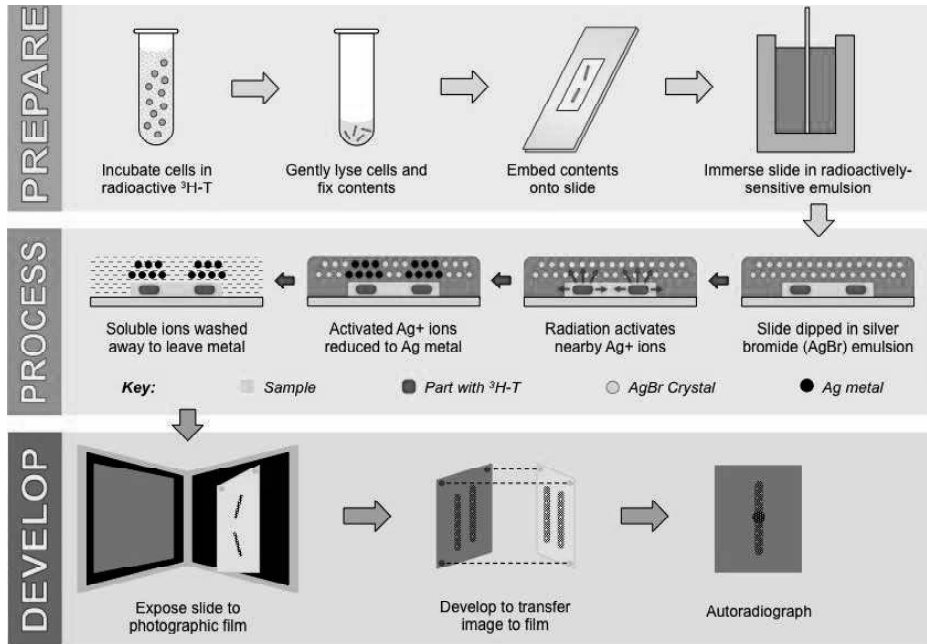 PREPARE
Incubate cells in
radioactive ³H-T
Gently lyse cells and
fix contents
Embed contents
onto slide
Immerse slide in radioactively-
sensitive emulsion
PROCESS
Soluble ions washed
away to leave metal
Activated Ag+ ions
reduced to Ag metal
Radiation activates
nearby Ag+ ions
Slide dipped in silver
bromide (AgBr) emulsion
Key:
Sample
Part with ³H-T
AgBr Crystal
Ag metal
DEVELOP
Expose slide to
photographic film
Develop to transfer
image to film
Autoradiograph